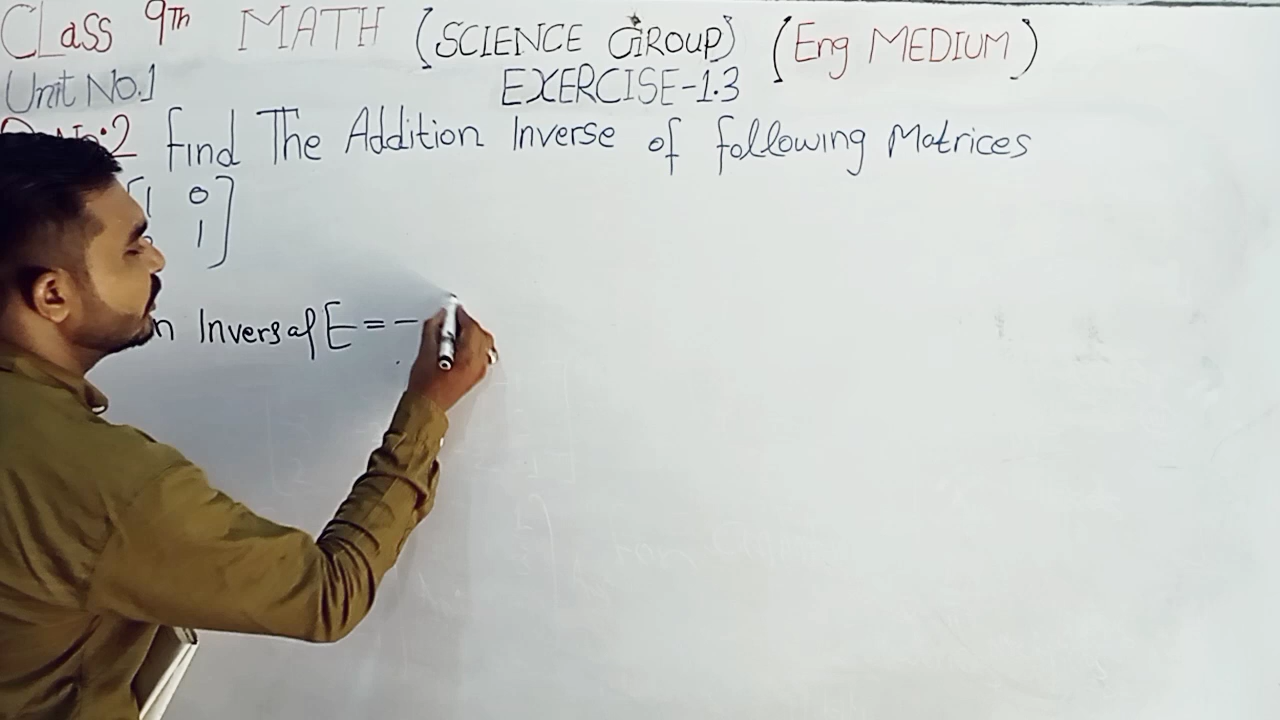 CLass 9Th MATH (SCIENCE GROUP) (Eng MEDIUM)
Unit No.1 EXERCISE-1.3
No.2 Find The Addition Inverse of following Matrices
[1 0
1]
n Invers of E = -